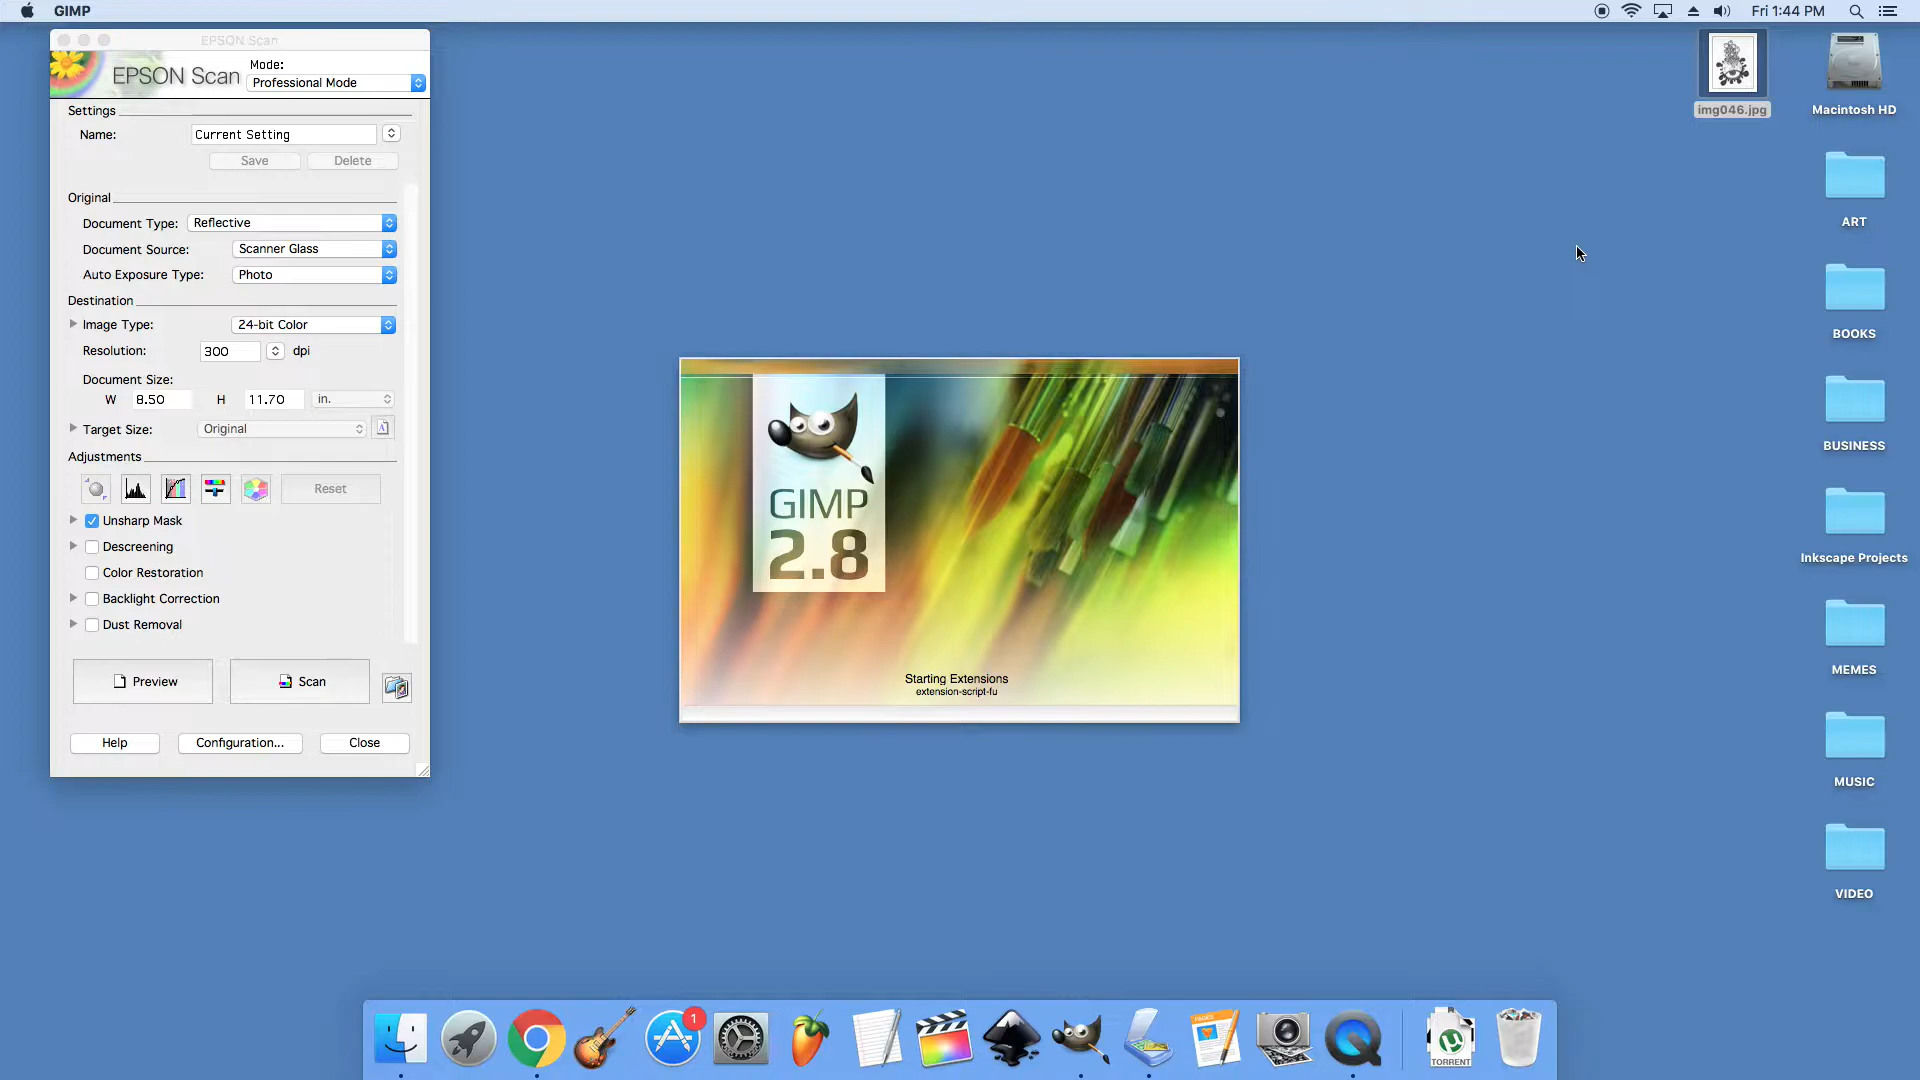 GIMP
Fri 1:44 PM
EPSON Scan
EPSON Scan
Mode:
Professional Mode
Settings
Name:
Current Setting
Save
Delete
Original
Document Type:
Reflective
Document Source:
Scanner Glass
Auto Exposure Type:
Photo
Destination
Image Type:
24-bit Color
Resolution:
300
dpi
Document Size:
W
8.50
H
11.70
in.
Target Size:
Original
A
Adjustments
Reset
Unsharp Mask
Descreening
Color Restoration
Backlight Correction
Dust Removal
Preview
Scan
Help
Configuration...
Close
GIMP
2.8
Starting Extensions
extension-script-fu
img046.jpg
Macintosh HD
ART
BOOKS
BUSINESS
Inkscape Projects
MEMES
MUSIC
VIDEO
1
PAGES
TORRENT